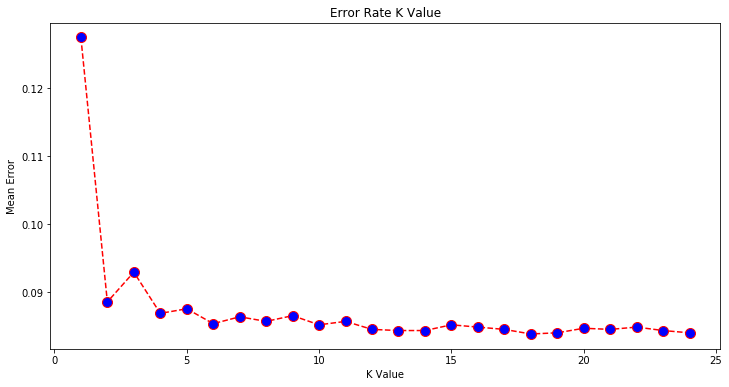 Error Rate K Value
0.12
0.11
0.10
0.09
Mean Error
0 5 10 15 20 25
K Value